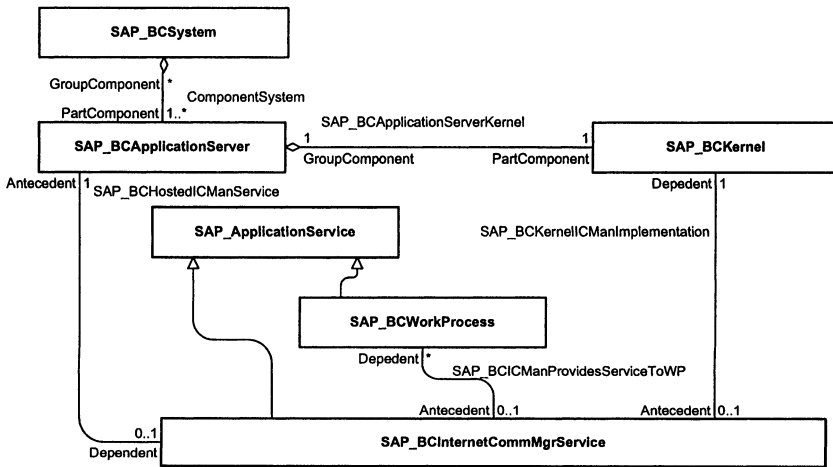 SAP_BCSystem
GroupComponent *
ComponentSystem
PartComponent 1..*
SAP_BCApplicationServerKernel
SAP_BCApplicationServer
1
GroupComponent
1
PartComponent
SAP_BCKernel
Antecedent 1
SAP_BCHostedICManService
Depedent 1
SAP_ApplicationService
SAP_BCKernelICManImplementation
SAP_BCWorkProcess
Depedent *
SAP_BCICManProvidesServiceToWP
Antecedent 0..1
Antecedent 0..1
0..1
Dependent
SAP_BCInternetCommMgrService